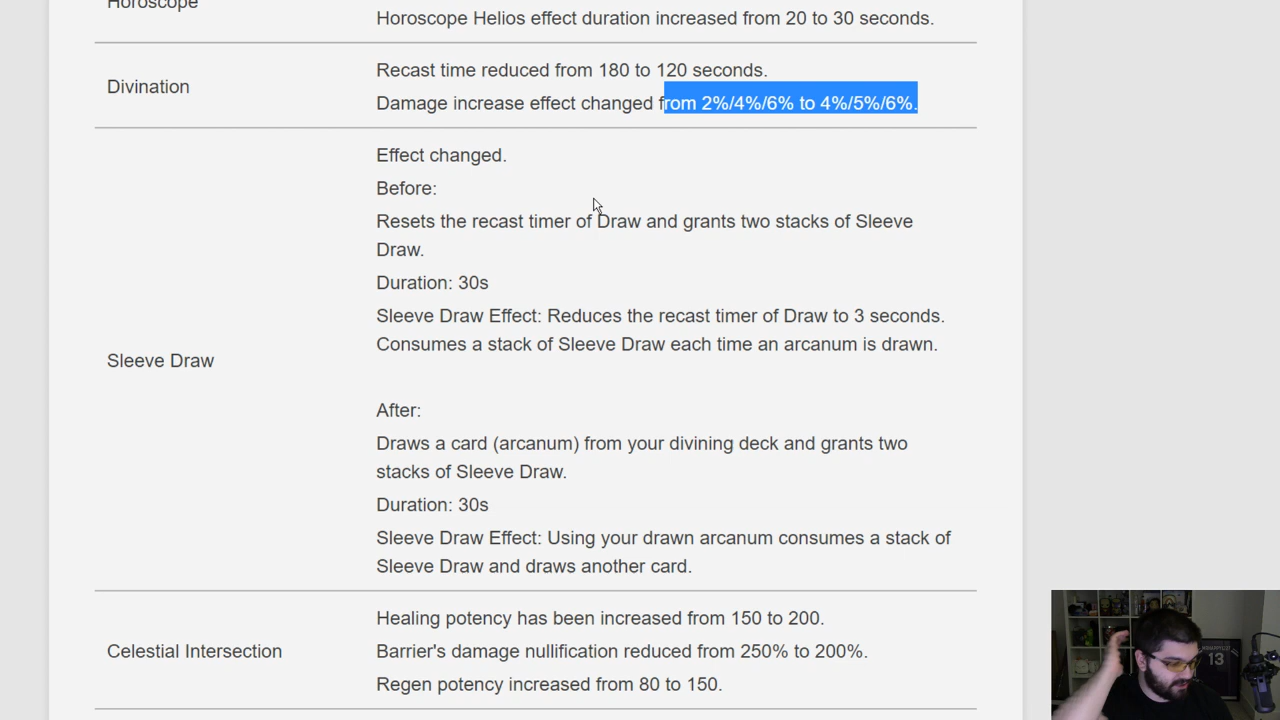 Horoscope
Horoscope Helios effect duration increased from 20 to 30 seconds.
Divination
Recast time reduced from 180 to 120 seconds.
Damage increase effect changed from 2%/4%/6% to 4%/5%/6%.
Sleeve Draw
Effect changed.
Before:
Resets the recast timer of Draw and grants two stacks of Sleeve
Draw.
Duration: 30s
Sleeve Draw Effect: Reduces the recast timer of Draw to 3 seconds.
Consumes a stack of Sleeve Draw each time an arcanum is drawn.
After:
Draws a card (arcanum) from your divining deck and grants two
stacks of Sleeve Draw.
Duration: 30s
Sleeve Draw Effect: Using your drawn arcanum consumes a stack of
Sleeve Draw and draws another card.
Celestial Intersection
Healing potency has been increased from 150 to 200.
Barrier's damage nullification reduced from 250% to 200%.
Regen potency increased from 80 to 150.
13